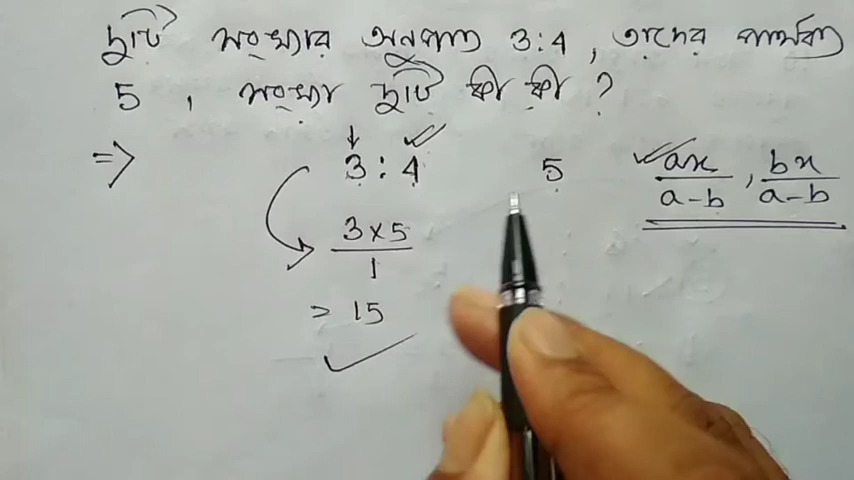 দুটি সংখ্যার অনুপাত 3:4, তাদের পার্থক্য
5, সংখ্যা দুটি কী কী ?
⇒ 3 : 4 5 ax/a-b, bx/a-b
3×5/1
= 15